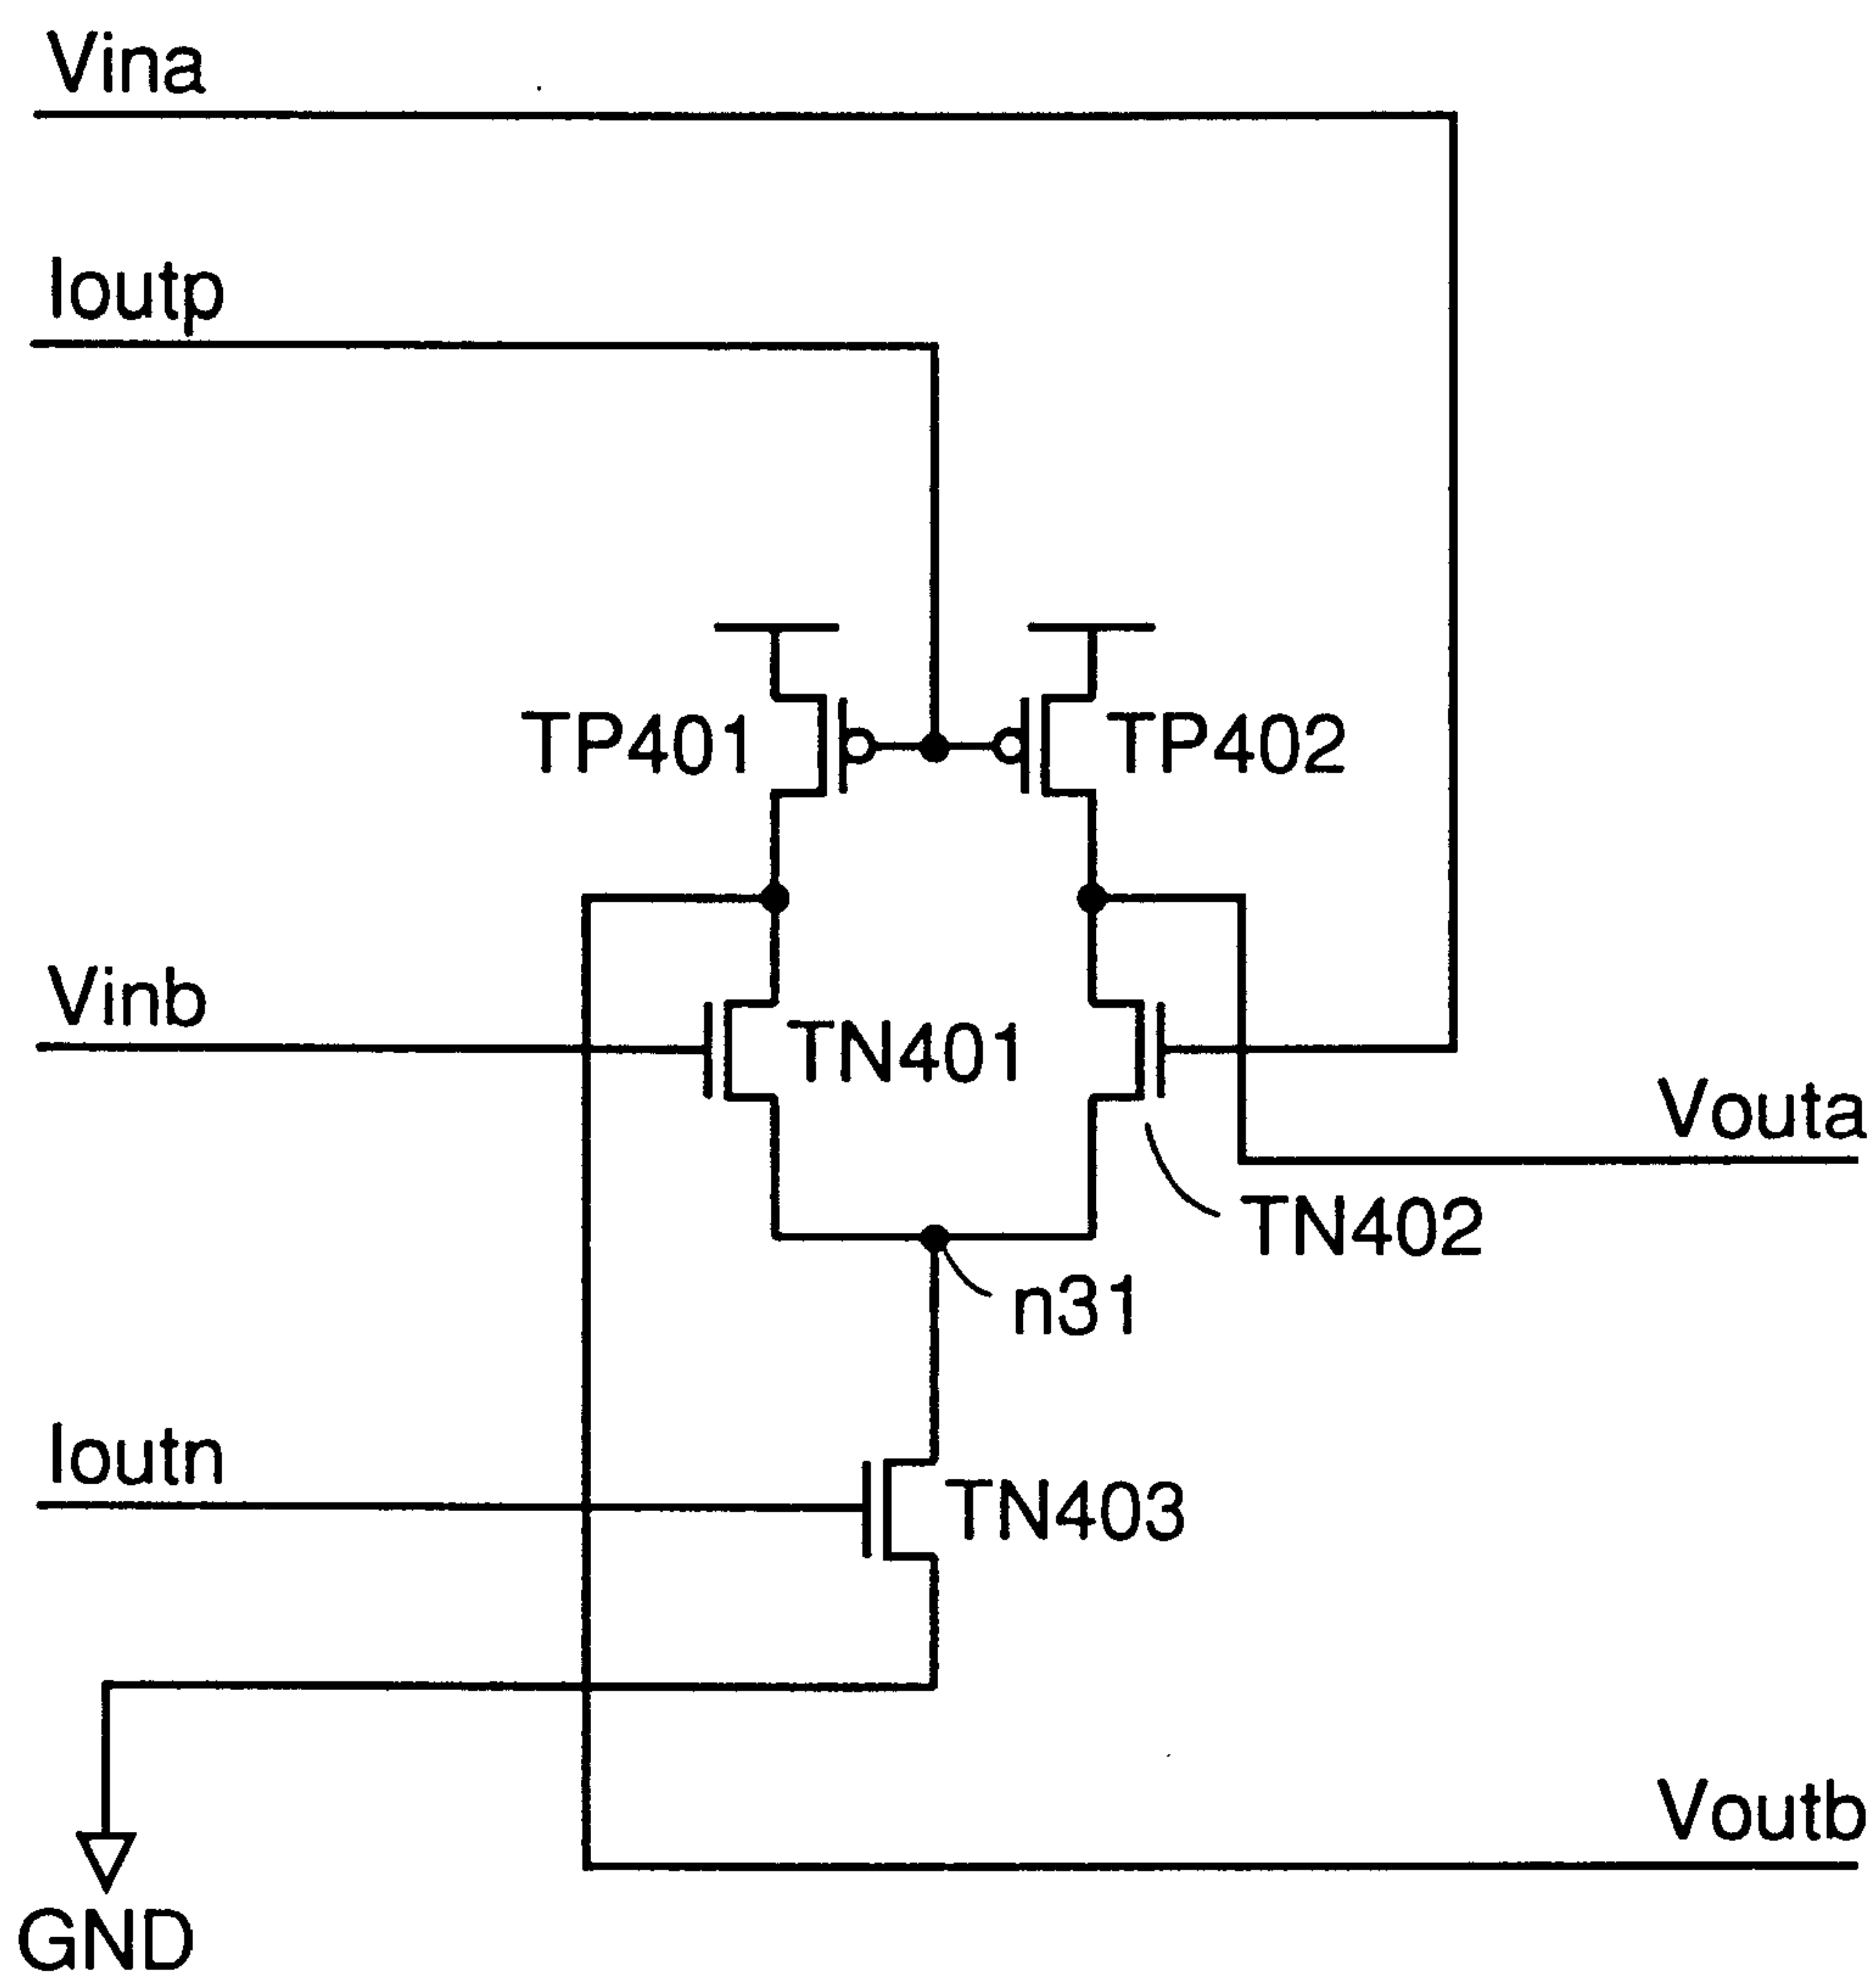 Vina
Ioutp
TP401
TP402
Vinb
TN401
Vouta
TN402
n31
Ioutn
TN403
Voutb
GND